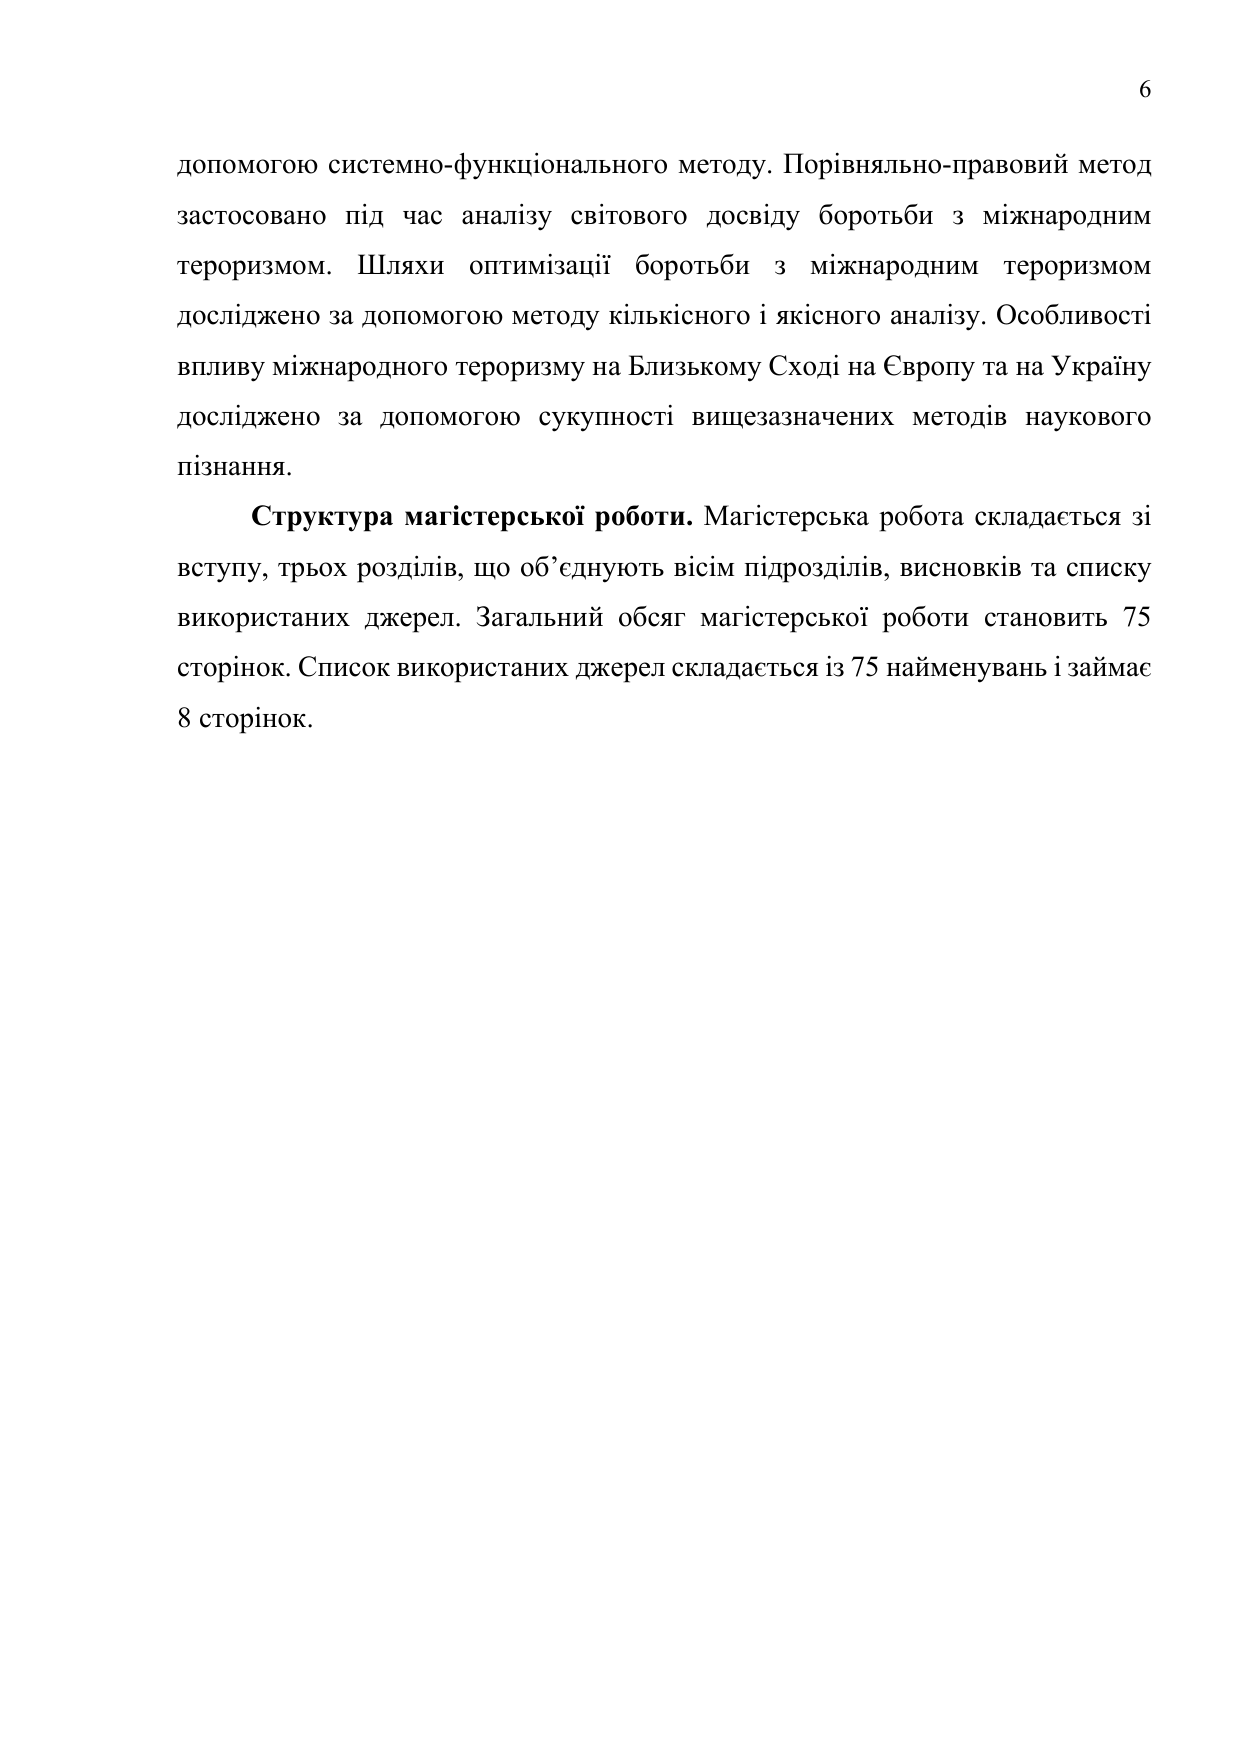 6
допомогою системно-функціонального методу. Порівняльно-правовий метод
застосовано під час аналізу світового досвіду боротьби з міжнародним
тероризмом. Шляхи оптимізації боротьби з міжнародним тероризмом
досліджено за допомогою методу кількісного і якісного аналізу. Особливості
впливу міжнародного тероризму на Близькому Сході на Європу та на Україну
досліджено за допомогою сукупності вищезазначених методів наукового
пізнання.
Структура магістерської роботи. Магістерська робота складається зі
вступу, трьох розділів, що об’єднують вісім підрозділів, висновків та списку
використаних джерел. Загальний обсяг магістерської роботи становить 75
сторінок. Список використаних джерел складається із 75 найменувань і займає
8 сторінок.